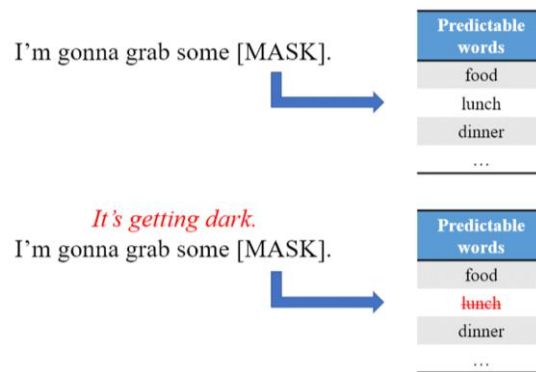 I'm gonna grab some [MASK].
Predictable
words
food
lunch
dinner
…
It's getting dark.
I'm gonna grab some [MASK].
Predictable
words
food
lunch
dinner
…